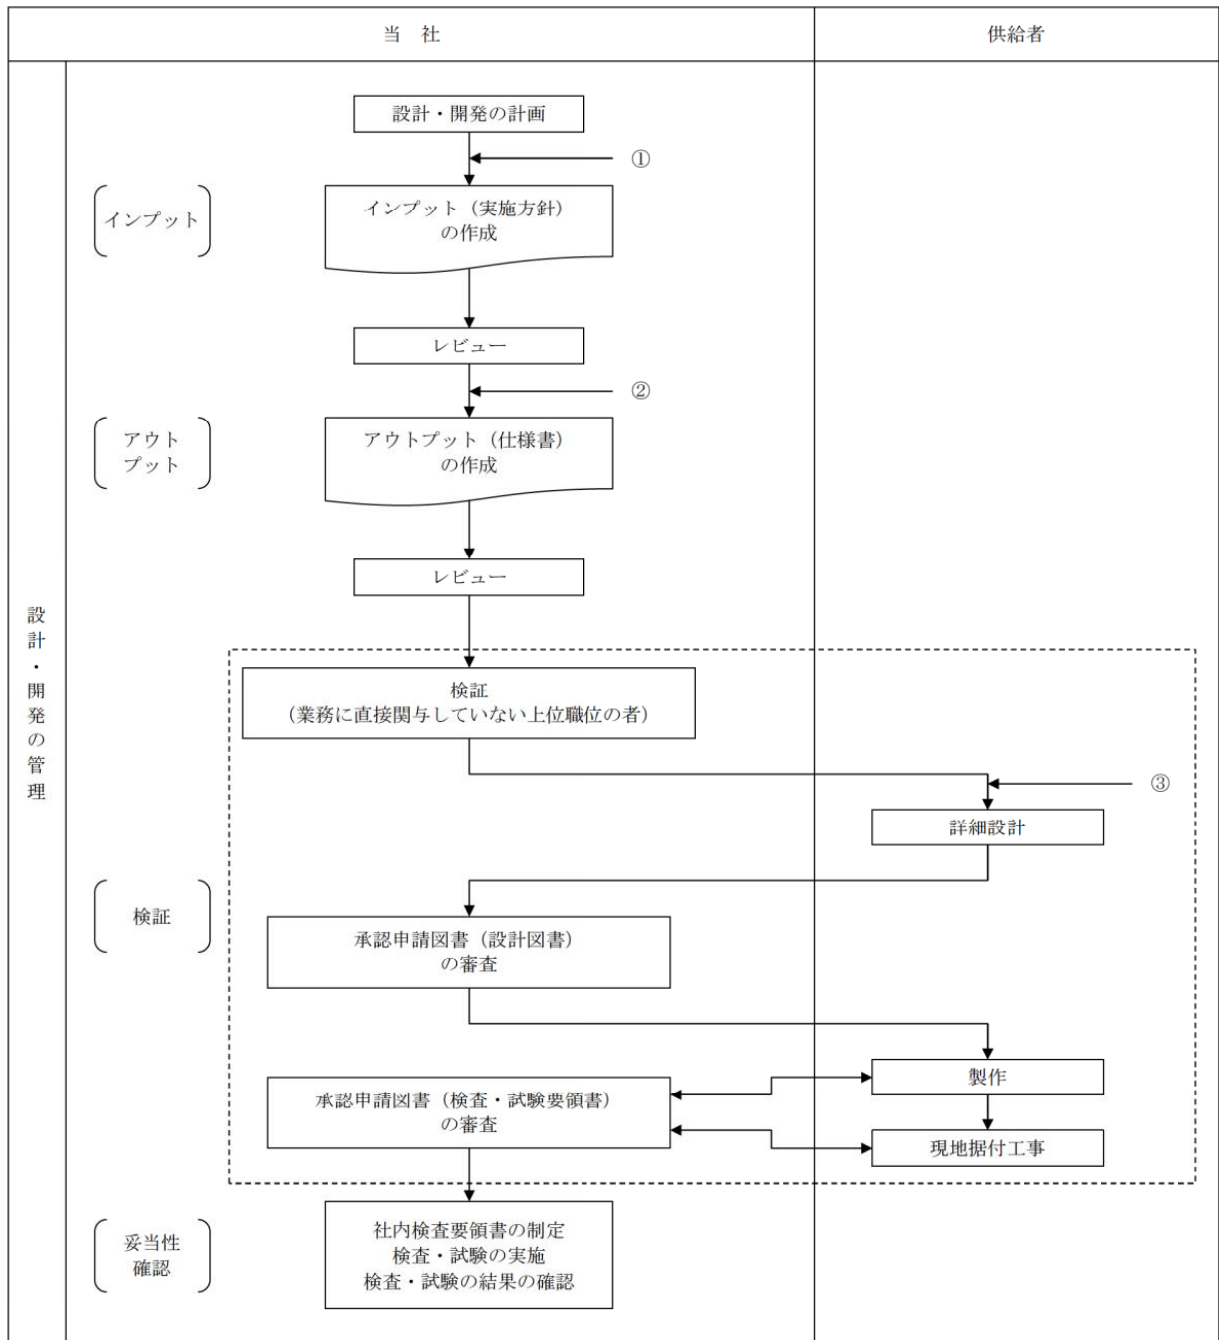 当　社
供給者
設計・開発の計画
①
インプット
インプット（実施方針）
の作成
レビュー
②
アウト
プット
アウトプット（仕様書）
の作成
レビュー
設計・開発の管理
検証
（業務に直接関与していない上位職位の者）
③
詳細設計
検証
承認申請図書（設計図書）
の審査
製作
承認申請図書（検査・試験要領書）
の審査
現地据付工事
妥当性
確認
社内検査要領書の制定
検査・試験の実施
検査・試験の結果の確認